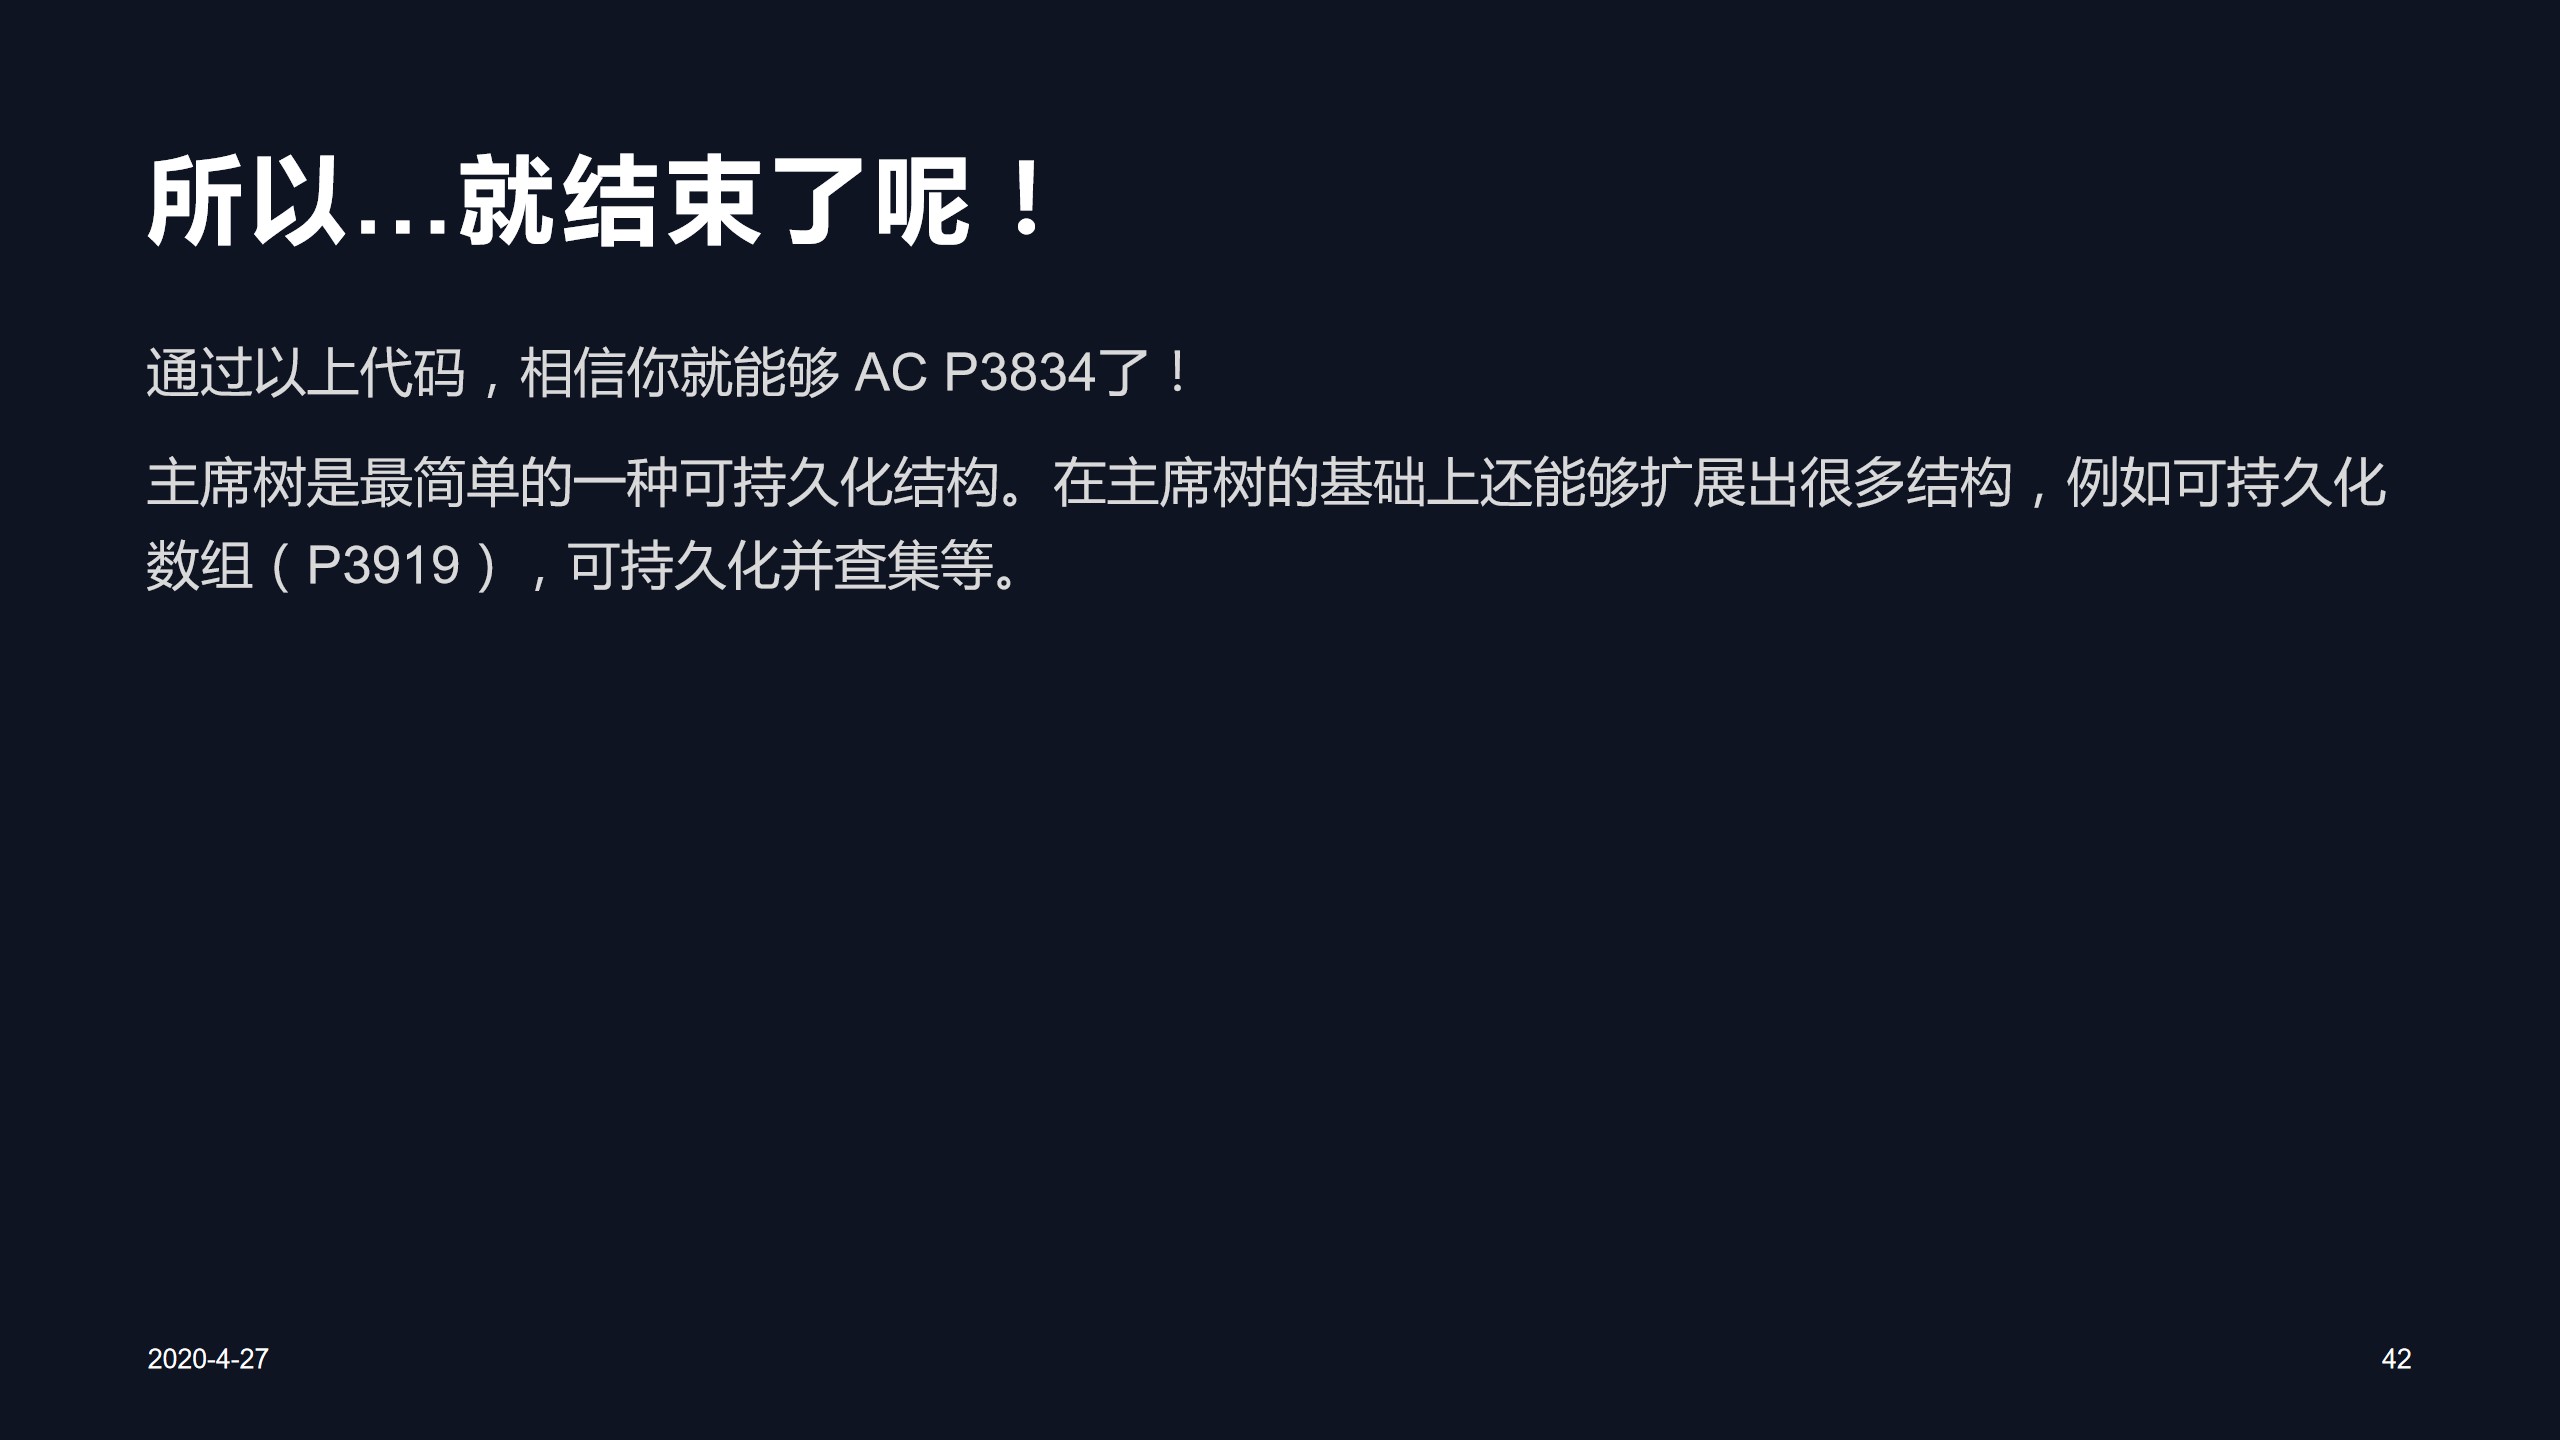 所以...就结束了呢！
通过以上代码，相信你就能够 AC P3834了！
主席树是最简单的一种可持久化结构。在主席树的基础上还能够扩展出很多结构，例如可持久化
数组（P3919），可持久化并查集等。
2020-4-27
42